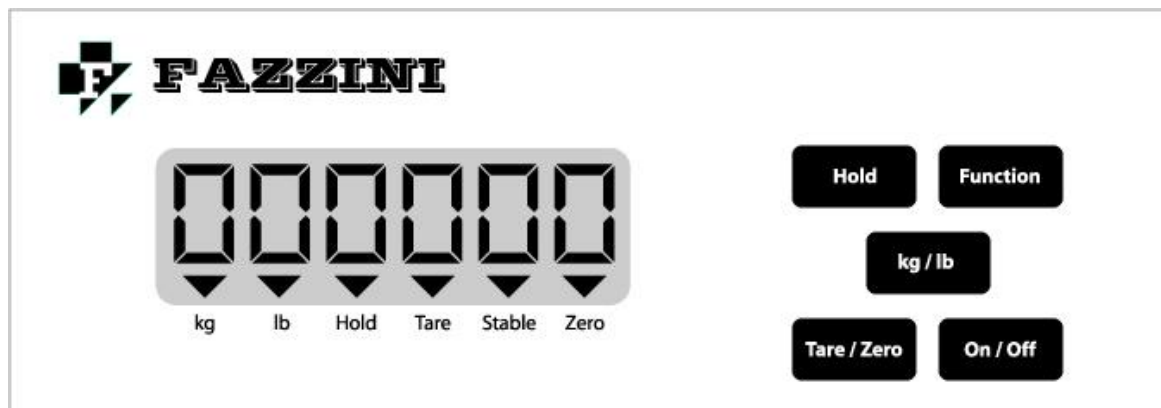 F FAZZINI
Hold Function
000000
kg / lb
kg lb Hold Tare Stable Zero
Tare / Zero On / Off